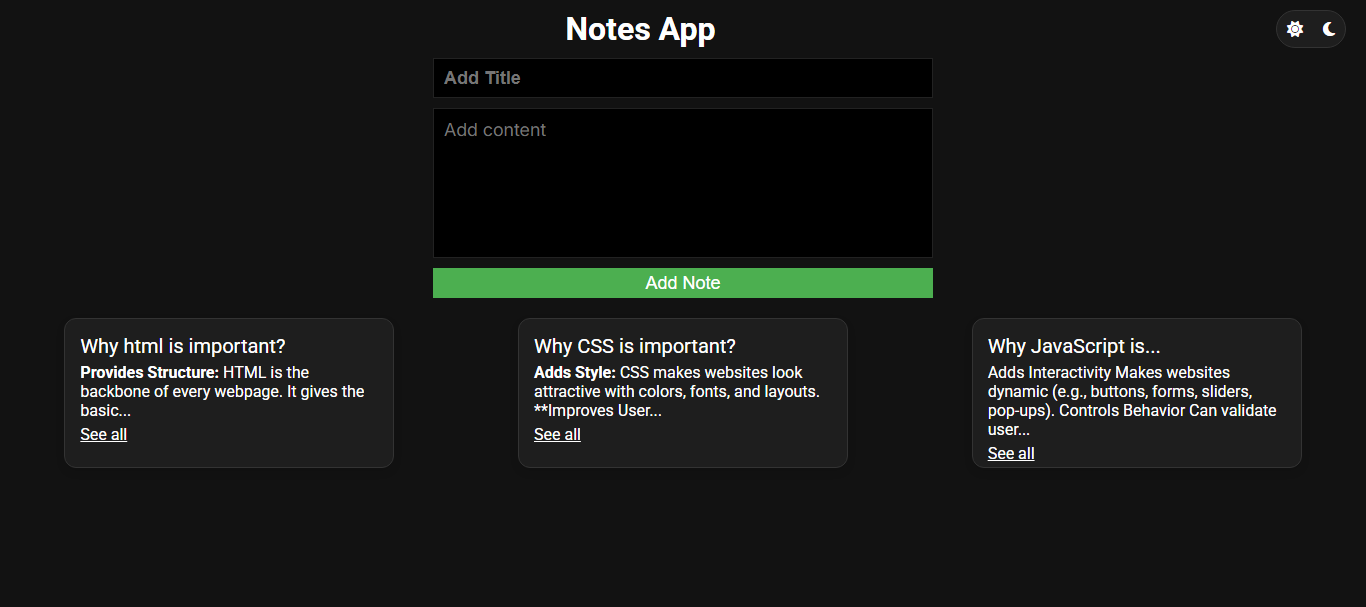 Notes App
Add Title
Add content
Add Note
Why html is important?
Provides Structure: HTML is the
backbone of every webpage. It gives the
basic...
See all
Why CSS is important?
Adds Style: CSS makes websites look
attractive with colors, fonts, and layouts.
**Improves User...
See all
Why JavaScript is...
Adds Interactivity Makes websites
dynamic (e.g., buttons, forms, sliders,
pop-ups). Controls Behavior Can validate
user...
See all